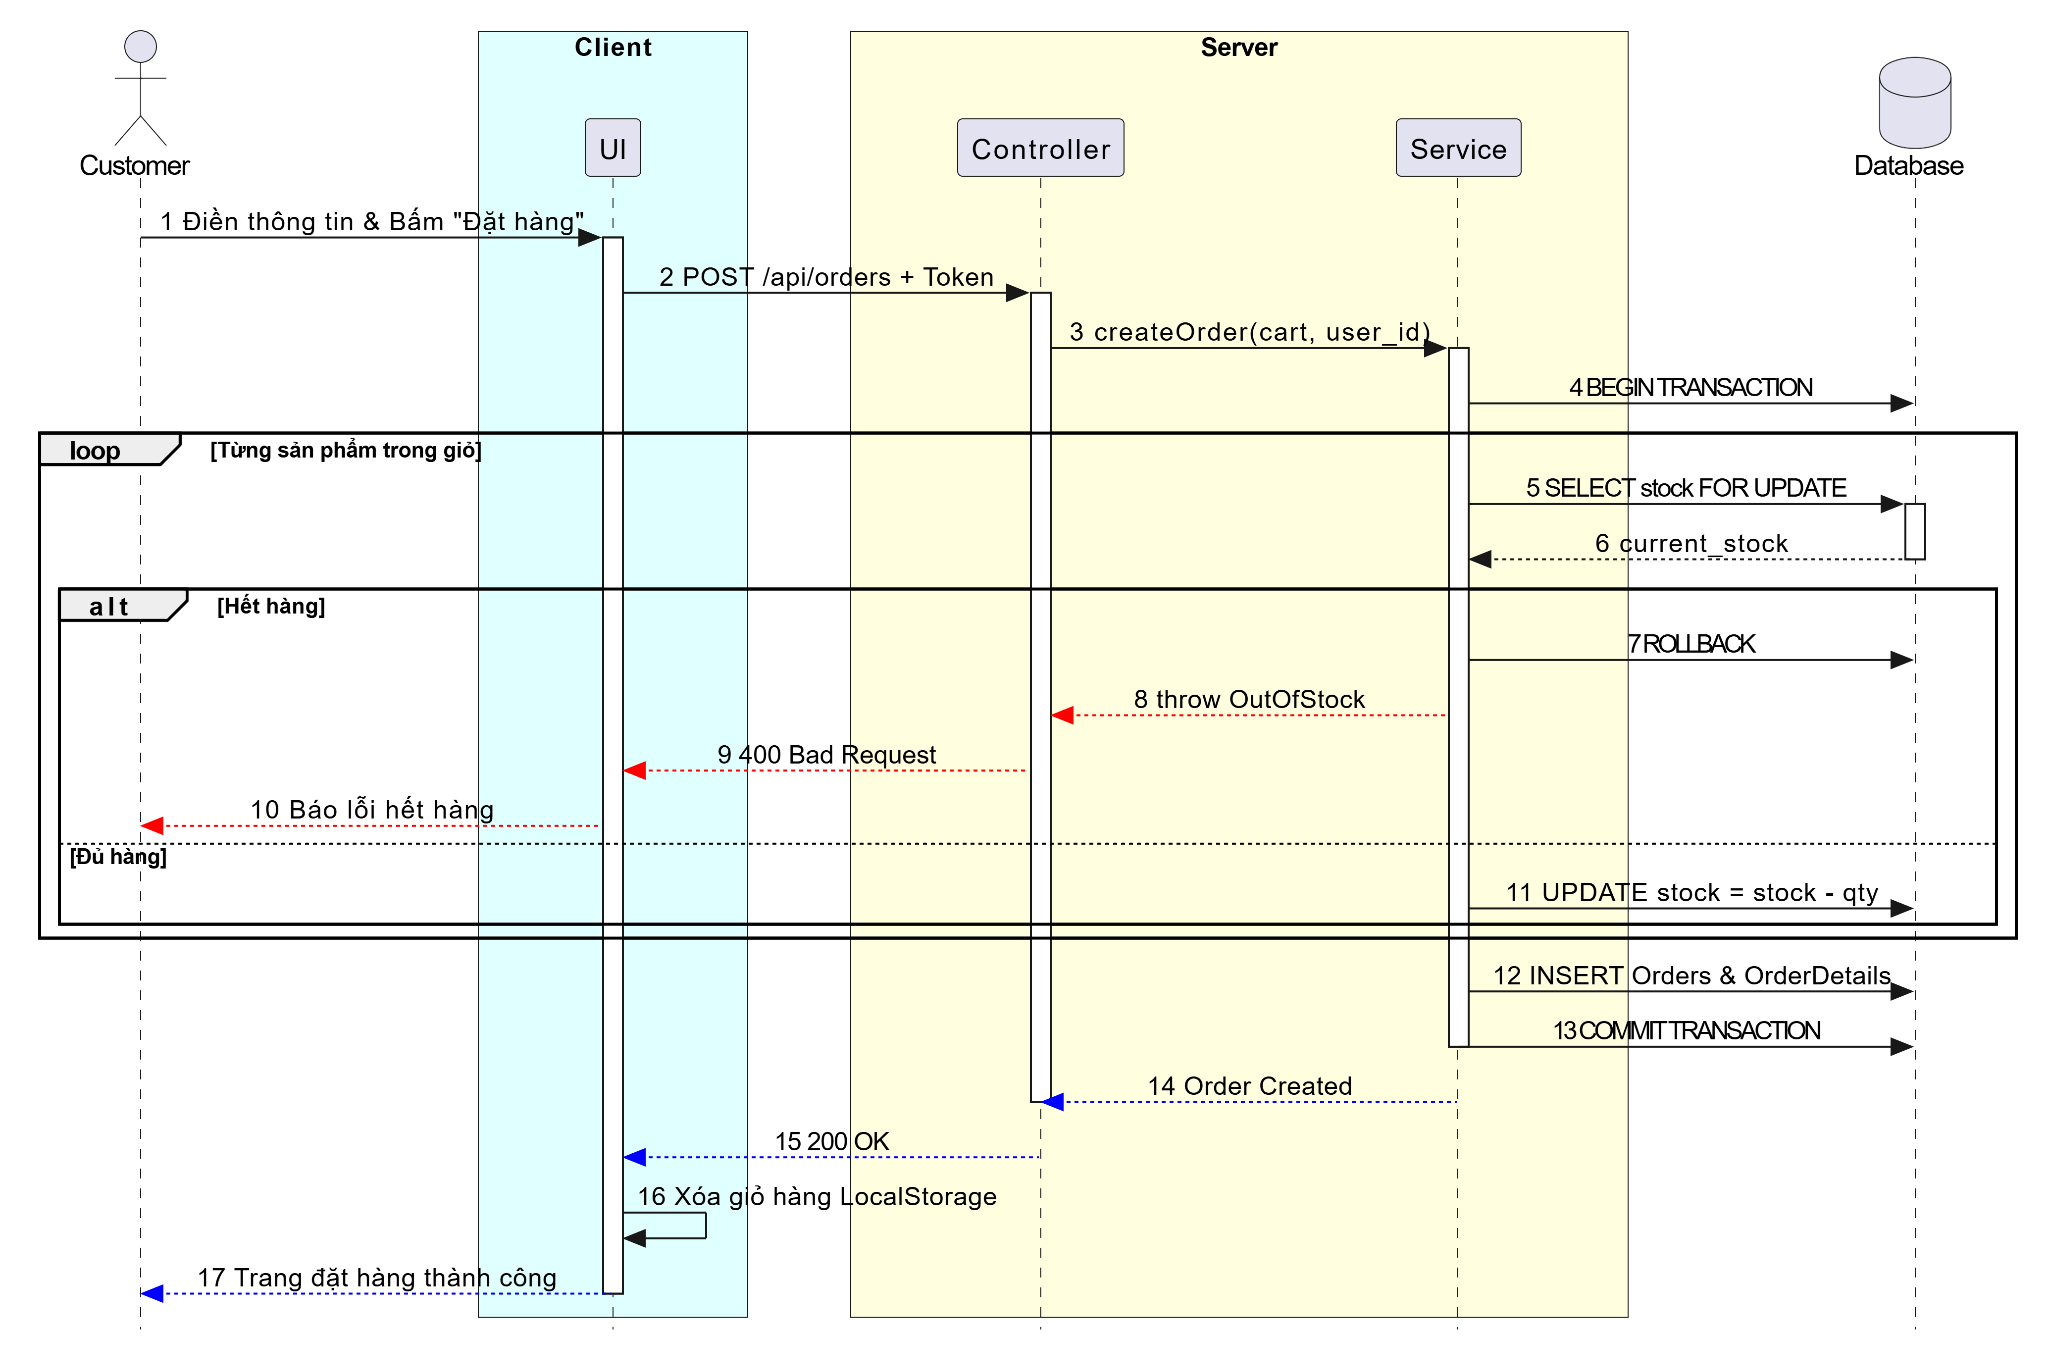 Client
Server
Customer
UI
Controller
Service
Database
1 Điền thông tin & Bấm "Đặt hàng"
2 POST /api/orders + Token
3 createOrder(cart, user_id)
4 BEGIN TRANSACTION
loop [Từng sản phẩm trong giỏ]
5 SELECT stock FOR UPDATE
6 current_stock
alt [Hết hàng]
7 ROLLBACK
8 throw OutOfStock
9 400 Bad Request
10 Báo lỗi hết hàng
[Đủ hàng]
11 UPDATE stock = stock - qty
12 INSERT Orders & OrderDetails
13 COMMIT TRANSACTION
14 Order Created
15 200 OK
16 Xóa giỏ hàng LocalStorage
17 Trang đặt hàng thành công